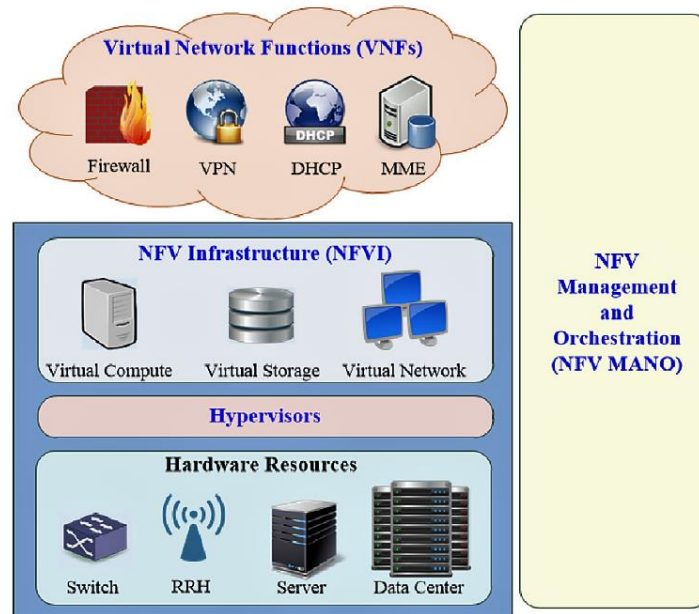 Virtual Network Functions (VNFs)
DHCP
Firewall VPN DHCP MME
NFV Infrastructure (NFVI)
Virtual Compute Virtual Storage Virtual Network
Hypervisors
Hardware Resources
Switch RRH Server Data Center
NFV
Management
and
Orchestration
(NFV MANO)